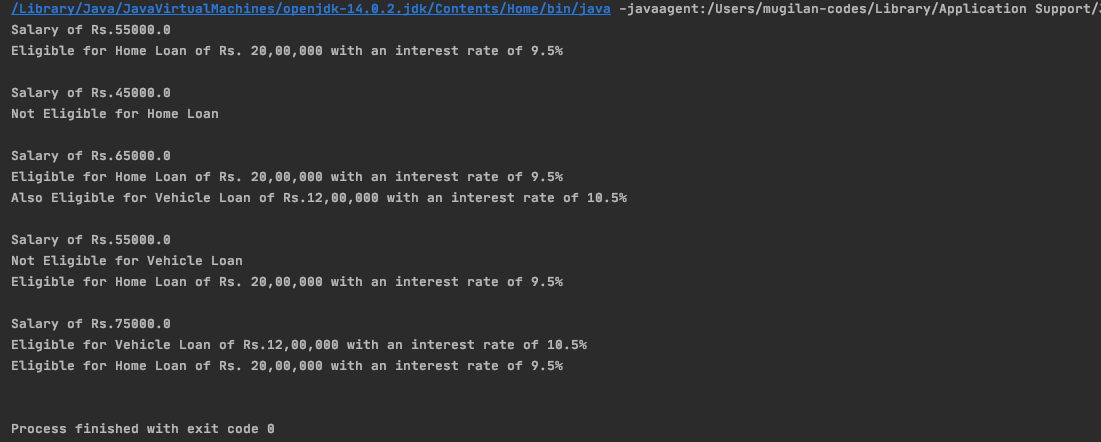 /Library/Java/JavaVirtualMachines/openjdk-14.0.2.jdk/Contents/Home/bin/java -javaagent:/Users/mugilan-codes/Library/Application Support/
Salary of Rs.55000.0
Eligible for Home Loan of Rs. 20,00,000 with an interest rate of 9.5%
Salary of Rs.45000.0
Not Eligible for Home Loan
Salary of Rs.65000.0
Eligible for Home Loan of Rs. 20,00,000 with an interest rate of 9.5%
Also Eligible for Vehicle Loan of Rs.12,00,000 with an interest rate of 10.5%
Salary of Rs.55000.0
Not Eligible for Vehicle Loan
Eligible for Home Loan of Rs. 20,00,000 with an interest rate of 9.5%
Salary of Rs.75000.0
Eligible for Vehicle Loan of Rs.12,00,000 with an interest rate of 10.5%
Eligible for Home Loan of Rs. 20,00,000 with an interest rate of 9.5%
Process finished with exit code 0